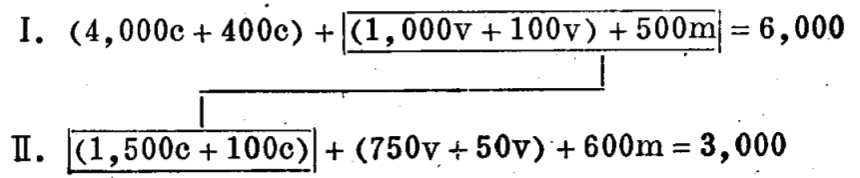 I. (4,000c + 400c) + (1,000v + 100v) + 500m = 6,000
II. (1,500c + 100c) + (750v + 50v) + 600m = 3,000